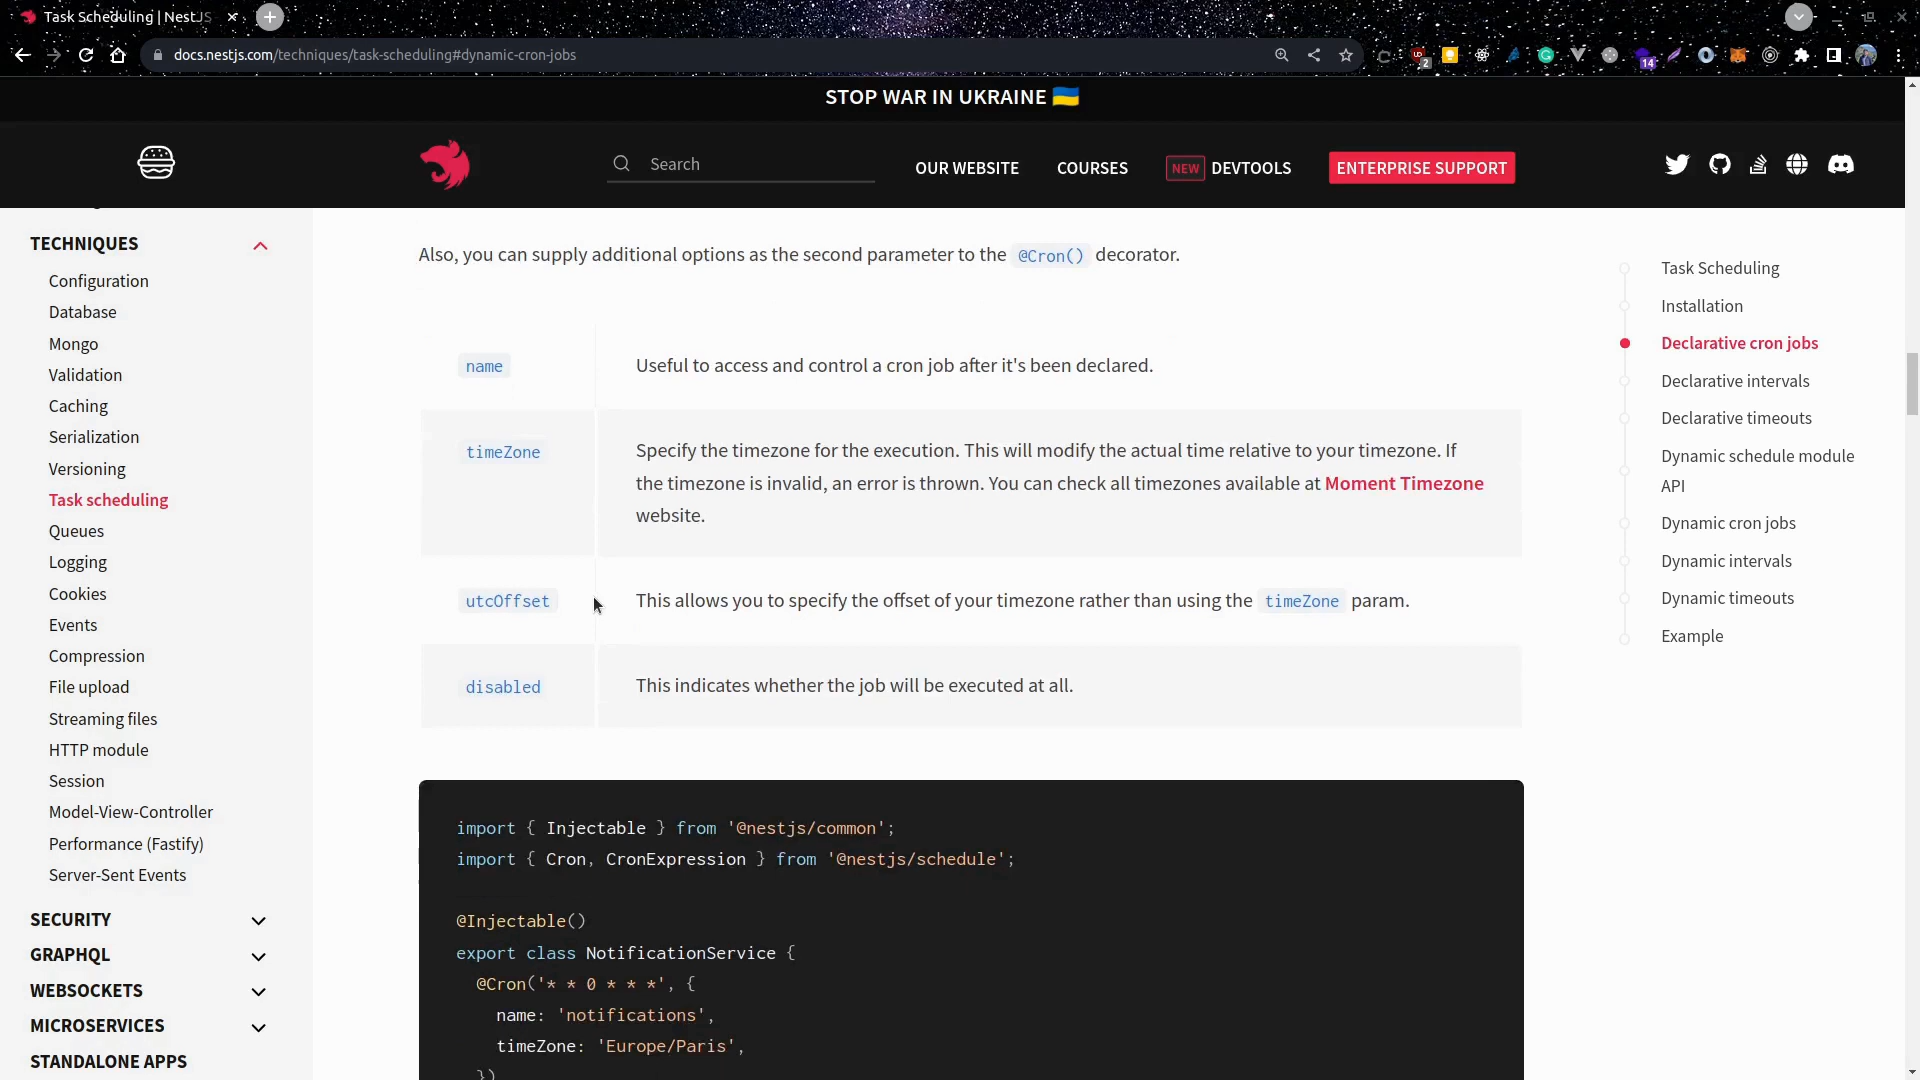 Task Scheduling | NestJS
docs.nestjs.com/techniques/task-scheduling#dynamic-cron-jobs
2
14
STOP WAR IN UKRAINE 🇺🇦
Search
OUR WEBSITE
COURSES
NEW DEVTOOLS
ENTERPRISE SUPPORT
TECHNIQUES
Configuration
Database
Mongo
Validation
Caching
Serialization
Versioning
Task scheduling
Queues
Logging
Cookies
Events
Compression
File upload
Streaming files
HTTP module
Session
Model-View-Controller
Performance (Fastify)
Server-Sent Events
SECURITY
GRAPHQL
WEBSOCKETS
MICROSERVICES
STANDALONE APPS
Also, you can supply additional options as the second parameter to the @Cron() decorator.
name
Useful to access and control a cron job after it's been declared.
timeZone
Specify the timezone for the execution. This will modify the actual time relative to your timezone. If
the timezone is invalid, an error is thrown. You can check all timezones available at Moment Timezone
website.
utcOffset
This allows you to specify the offset of your timezone rather than using the timeZone param.
disabled
This indicates whether the job will be executed at all.
import { Injectable } from '@nestjs/common';
import { Cron, CronExpression } from '@nestjs/schedule';
@Injectable()
export class NotificationService {
@Cron('* * 0 * * *', {
name: 'notifications',
timeZone: 'Europe/Paris',
})
Task Scheduling
Installation
Declarative cron jobs
Declarative intervals
Declarative timeouts
Dynamic schedule module
API
Dynamic cron jobs
Dynamic intervals
Dynamic timeouts
Example